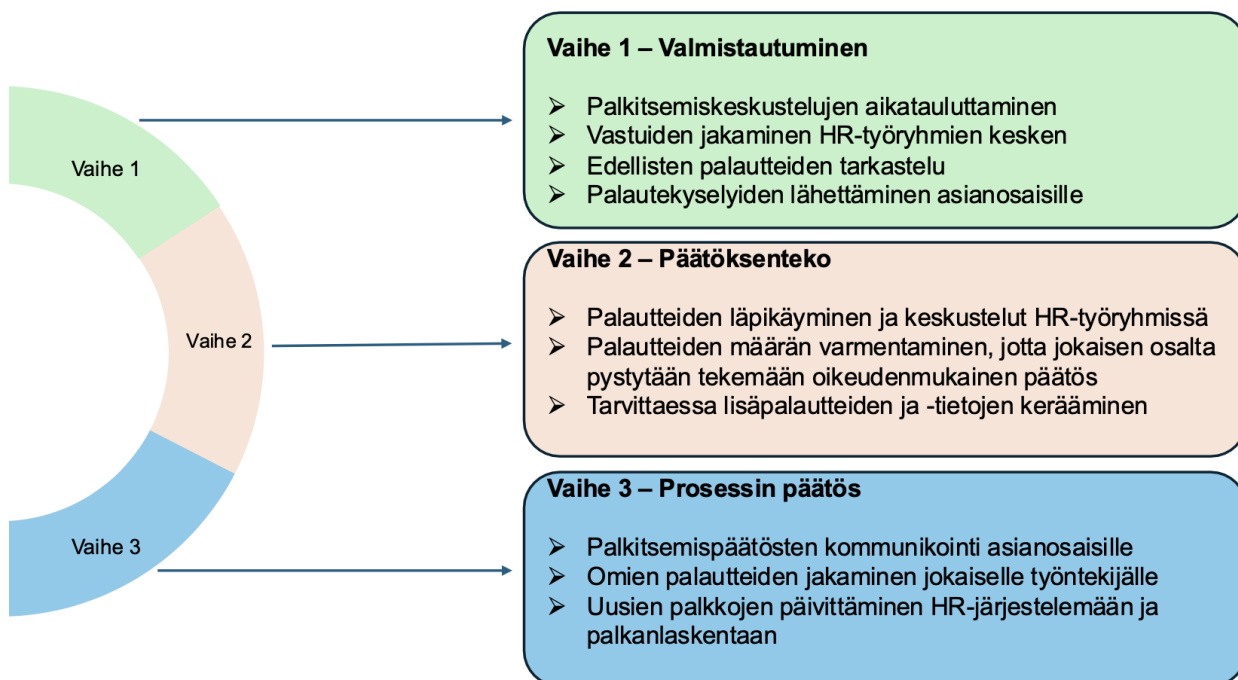 Vaihe 1
Vaihe 2
Vaihe 3
Vaihe 1 – Valmistautuminen
➢ Palkitsemiskeskustelujen aikatauluttaminen
➢ Vastuiden jakaminen HR-työryhmien kesken
➢ Edellisten palautteiden tarkastelu
➢ Palautekyselyiden lähettäminen asianosaisille
Vaihe 2 – Päätöksenteko
➢ Palautteiden läpikäyminen ja keskustelut HR-työryhmissä
➢ Palautteiden määrän varmentaminen, jotta jokaisen osalta
pystytään tekemään oikeudenmukainen päätös
➢ Tarvittaessa lisäpalautteiden ja -tietojen kerääminen
Vaihe 3 – Prosessin päätös
➢ Palkitsemispäätösten kommunikointi asianosaisille
➢ Omien palautteiden jakaminen jokaiselle työntekijälle
➢ Uusien palkkojen päivittäminen HR-järjestelemään ja
palkanlaskentaan